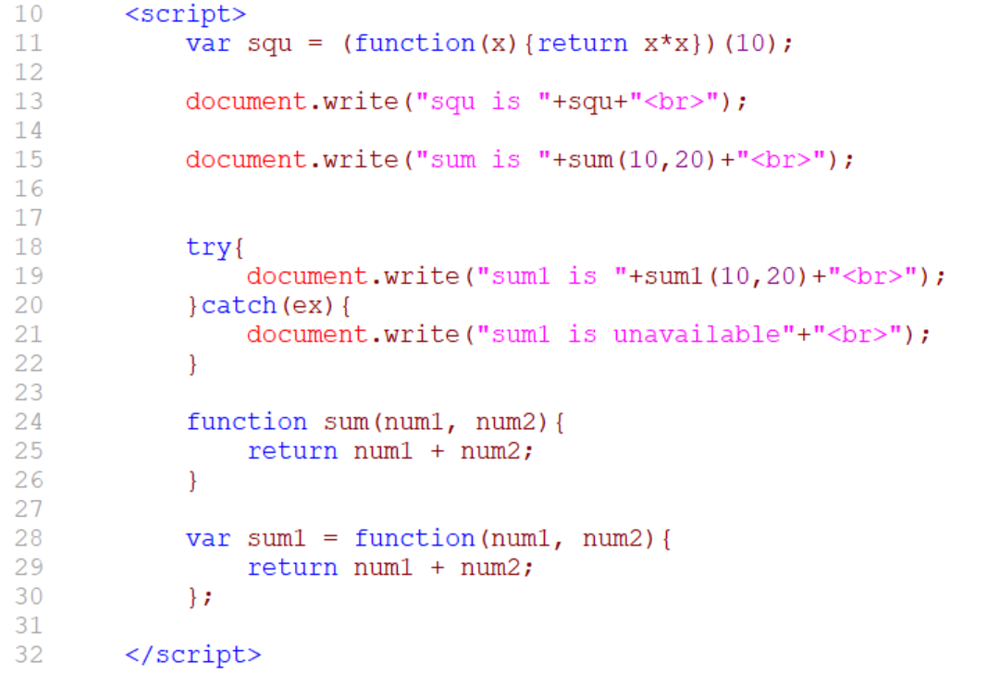 10 <script>
11 var squ = (function(x){return x*x})(10);
12
13 document.write("squ is "+squ+"<br>");
14
15 document.write("sum is "+sum(10,20)+"<br>");
16
17
18 try{
19 document.write("sum1 is "+sum1(10,20)+"<br>");
20 }catch(ex){
21 document.write("sum1 is unavailable"+"<br>");
22 }
23
24 function sum(num1, num2){
25 return num1 + num2;
26 }
27
28 var sum1 = function(num1, num2){
29 return num1 + num2;
30 };
31
32 </script>